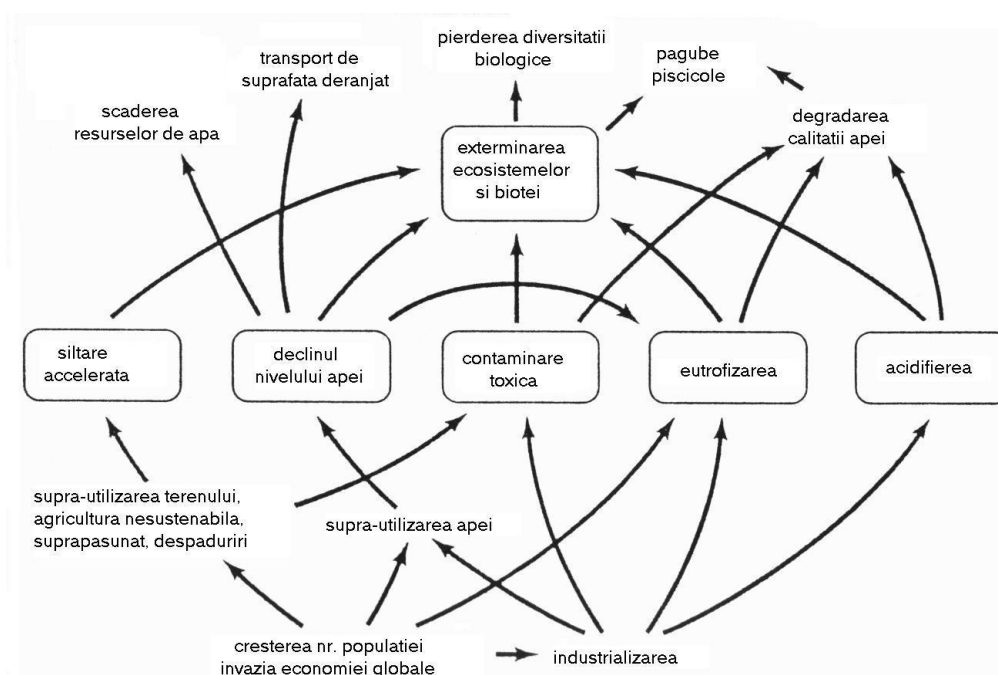 pierderea diversitatii
biologice
transport de
suprafata deranjat
pagube
piscicole
scaderea
resurselor de apa
degradarea
calitatii apei
exterminarea
ecosistemelor
si biotei
siltare
accelerata
declinul
nivelului apei
contaminare
toxica
eutrofizarea
acidifierea
supra-utilizarea terenului,
agricultura nesustenabila,
suprapasunat, despaduriri
supra-utilizarea apei
cresterea nr. populatiei
invazia economiei globale
industrializarea